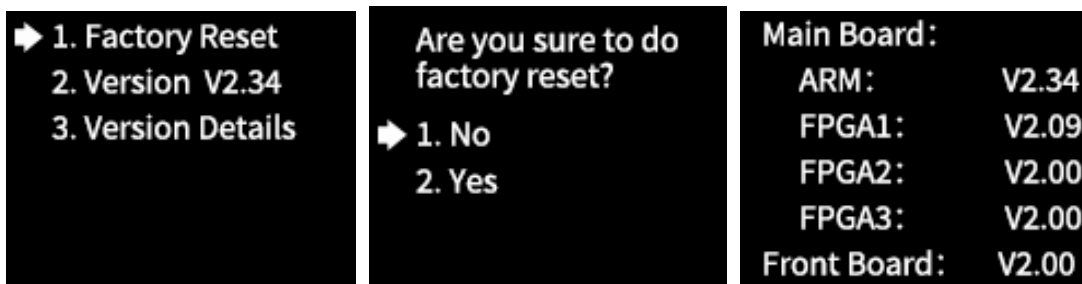 1. Factory Reset
2. Version V2.34
3. Version Details
Are you sure to do
factory reset?
1. No
2. Yes
Main Board:
ARM: V2.34
FPGA1: V2.09
FPGA2: V2.00
FPGA3: V2.00
Front Board: V2.00